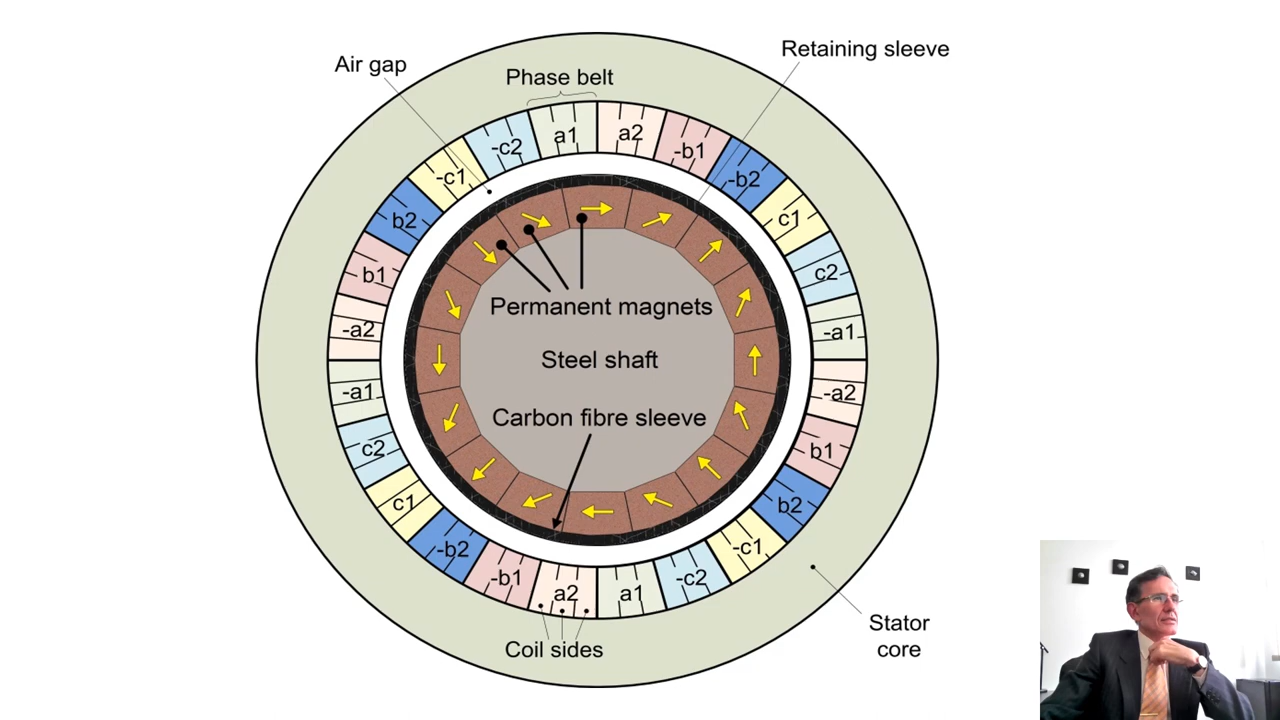 Retaining sleeve
Air gap
Phase belt
a1
a2
-b1
-b2
c1
c2
-a1
-a2
b1
b2
-c1
-c2
a1
a2
-b1
-b2
c1
c2
-a1
-a2
b1
b2
-c1
-c2
Permanent magnets
Steel shaft
Carbon fibre sleeve
Coil sides
Stator
core